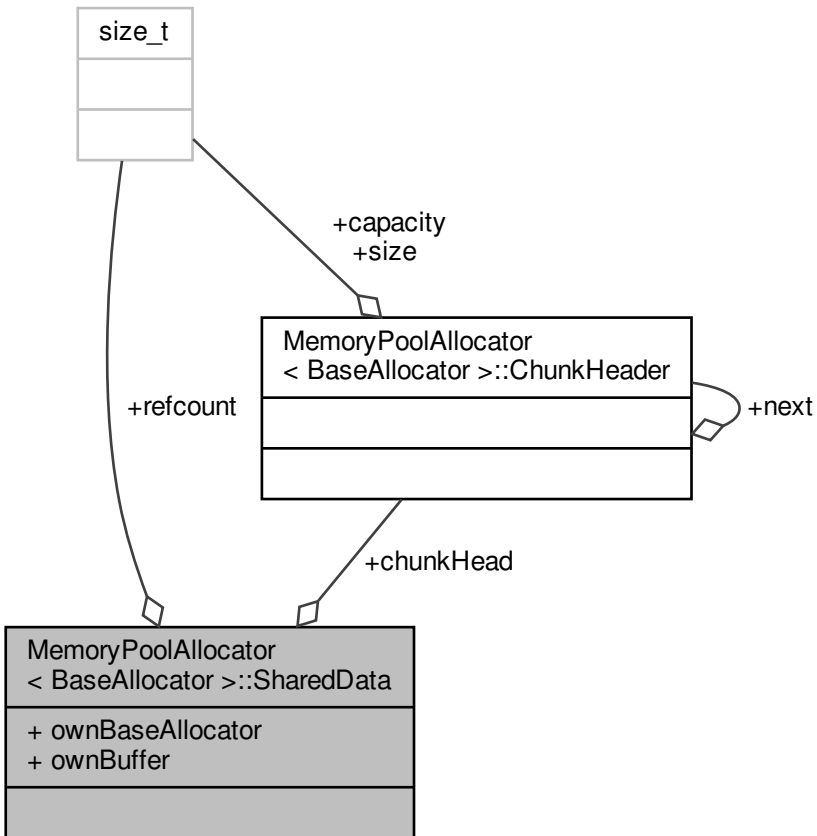 size_t
+capacity
+size
MemoryPoolAllocator
< BaseAllocator >::ChunkHeader
+next
+refcount
+chunkHead
MemoryPoolAllocator
< BaseAllocator >::SharedData
+ ownBaseAllocator
+ ownBuffer